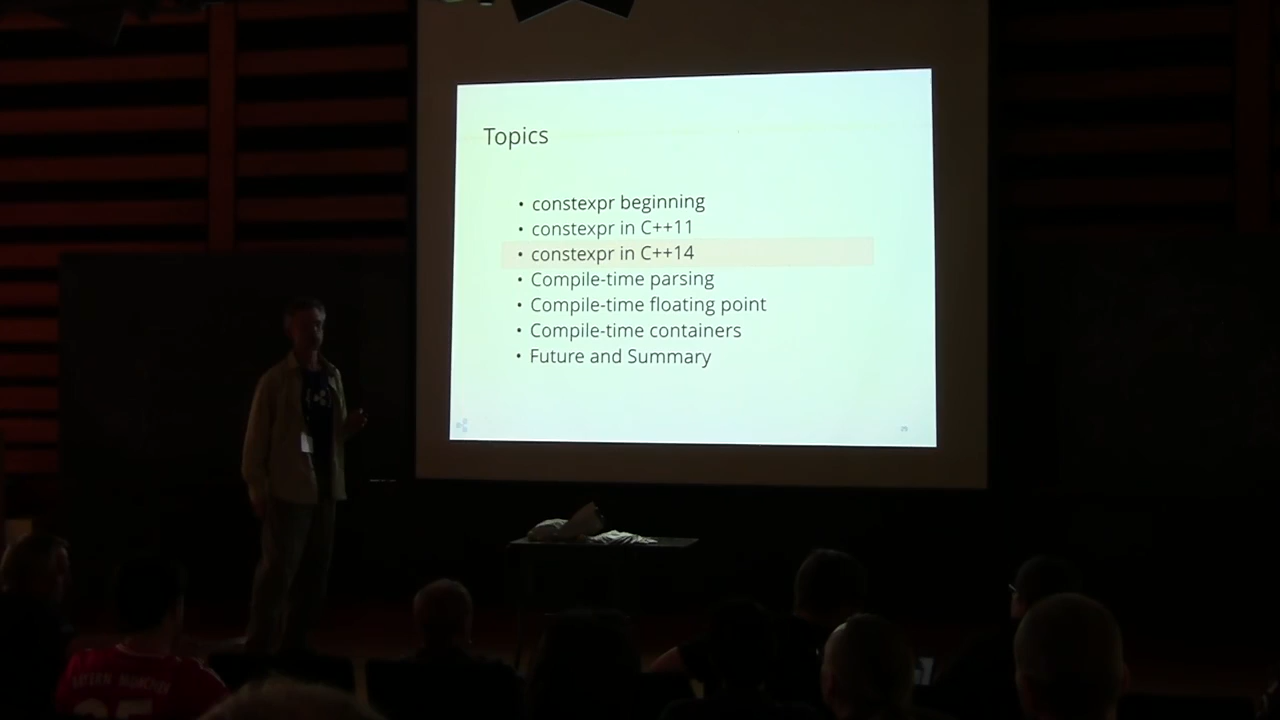 Topics
• constexpr beginning
• constexpr in C++11
• constexpr in C++14
• Compile-time parsing
• Compile-time floating point
• Compile-time containers
• Future and Summary